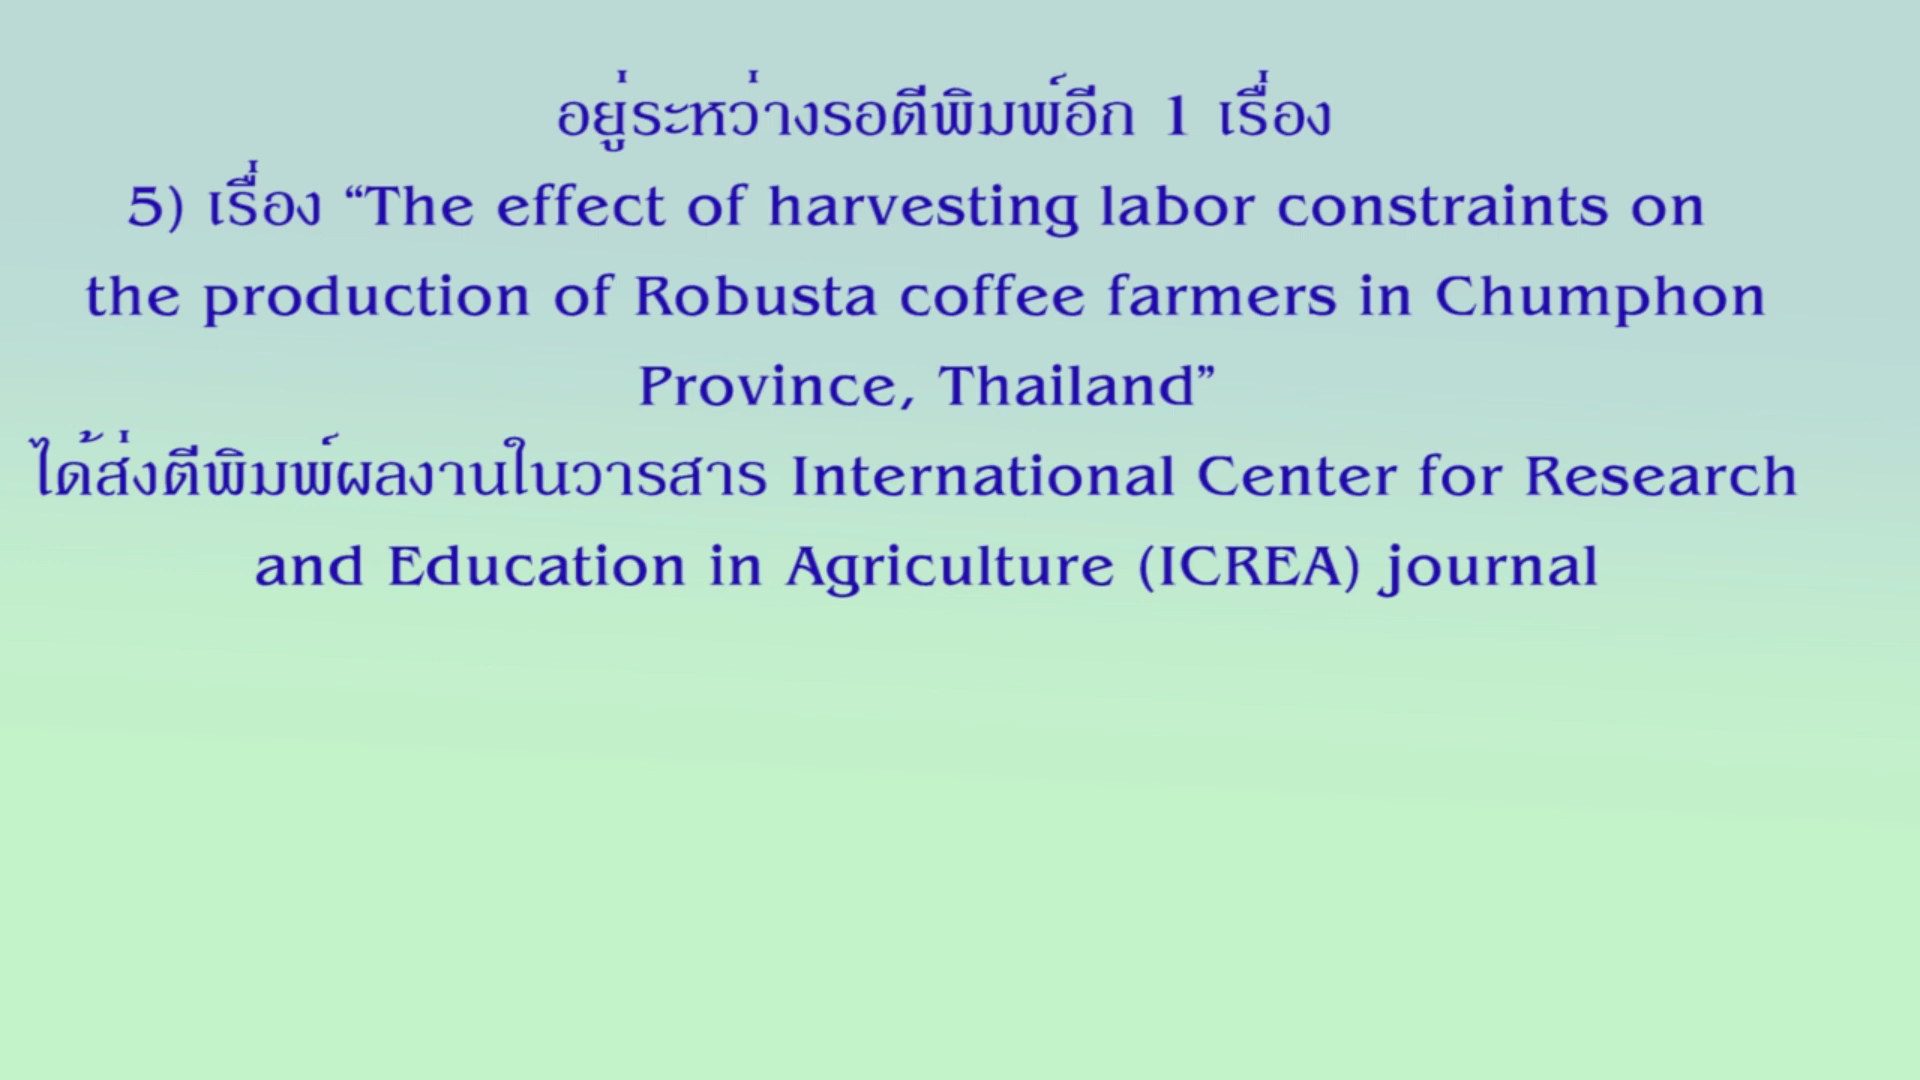 อยู่ระหว่างรอตีพิมพ์อีก 1 เรื่อง
5) เรื่อง “The effect of harvesting labor constraints on
the production of Robusta coffee farmers in Chumphon
Province, Thailand”
ได้ส่งตีพิมพ์ผลงานในวารสาร International Center for Research
and Education in Agriculture (ICREA) journal